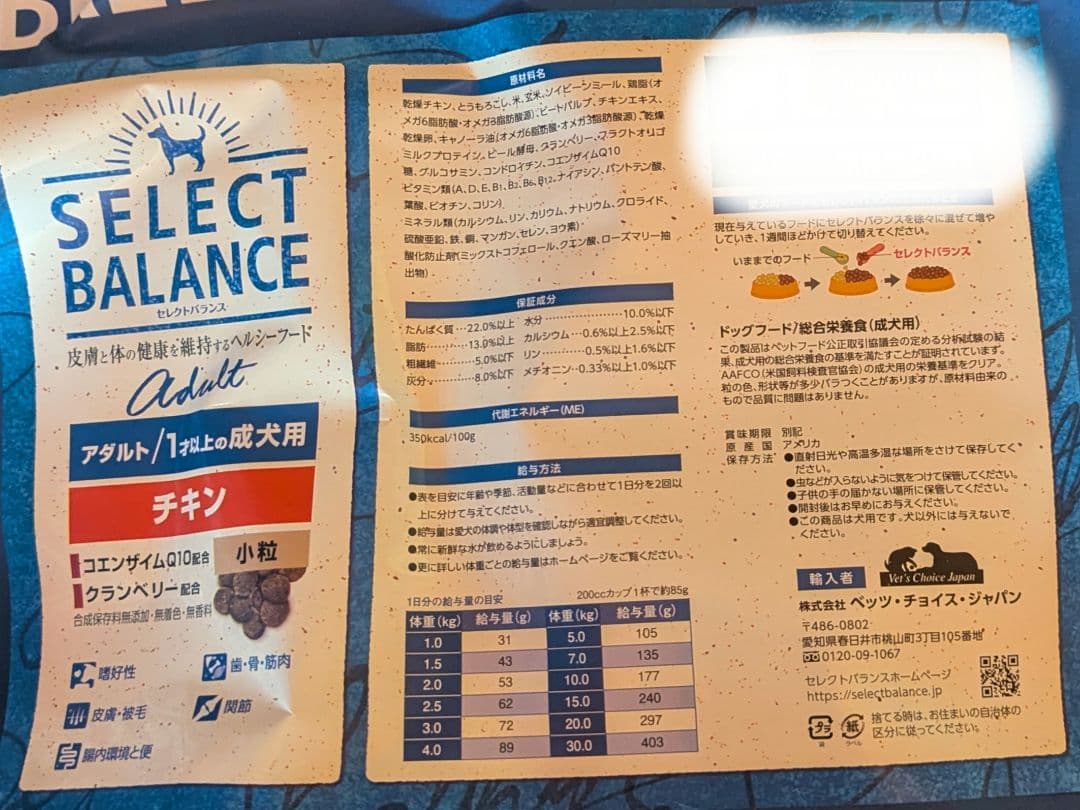 SELECT
BALANCE
セレクトバランス
皮膚と体の健康を維持するヘルシーフード
adult
アダルト/1才以上の成犬用
チキン
コエンザイムQ10配合
クランベリー配合
小粒
合成保存料無添加・無着色・無香料
嗜好性
歯・骨・筋肉
皮膚・被毛
関節
腸内環境と便
原材料名
乾燥チキン、とうもろこし、米、玄米、ソイビーンミール、鶏脂(オ
メガ6脂肪酸・オメガ3脂肪酸源)、ビートパルプ、チキンエキス、
乾燥卵、キャノーラ油(オメガ6脂肪酸・オメガ3脂肪酸源)、乾燥
ミルクプロテイン、ビール酵母、クランベリー、フラクトオリゴ
糖、グルコサミン、コンドロイチン、コエンザイムQ10
ビタミン類(A、D、E、B1、B2、B6、B12、ナイアシン、パントテン酸、
葉酸、ビオチン、コリン)
ミネラル類(カルシウム、リン、カリウム、ナトリウム、クロライド、
硫酸亜鉛、鉄、銅、マンガン、セレン、ヨウ素)
酸化防止剤(ミックストコフェロール、クエン酸、ローズマリー抽
出物)
保証成分
たんぱく質…22.0%以上 水分…………10.0%以下
脂肪………13.0%以上 カルシウム…0.6%以上2.5%以下
粗繊維………5.0%以下 リン…………0.5%以上1.6%以下
灰分…………8.0%以下 メチオニン…0.33%以上1.0%以下
代謝エネルギー(ME)
350kcal/100g
給与方法
●表を目安に年齢や季節、活動量などに合わせて1日分を2回以
上に分けて与えてください。
●給与量は愛犬の体調や体型を確認しながら適宜調整してください。
●常に新鮮な水が飲めるようにしましょう。
●更に詳しい体重ごとの給与量はホームページをご覧ください。
1日分の給与量の目安 200ccカップ1杯で約85g
体重(kg) 給与量(g) 体重(kg) 給与量(g)
1.0 31 5.0 105
1.5 43 7.0 135
2.0 53 10.0 177
2.5 62 15.0 240
3.0 72 20.0 297
4.0 89 30.0 403
現在与えているフードにセレクトバランスを徐々に混ぜて増や
していき、1週間ほどかけて切り替えてください。
いままでのフード セレクトバランス
ドッグフード/総合栄養食(成犬用)
この製品はペットフード公正取引協議会の定める分析試験の結
果、成犬用の総合栄養食の基準を満たすことが証明されています。
AAFCO(米国飼料検査官協会)の成犬用の栄養基準をクリア。
粒の色、形状等が多少バラつくことがありますが、原材料由来の
もので品質に問題はありません。
賞味期限 別記
原産国 アメリカ
保存方法 ●直射日光や高温多湿な場所をさけて保存してく
ださい。
●虫などが入らないように気をつけて保管してください。
●子供の手の届かない場所に保管してください。
●開封後はお早めにお与えください。
●この商品は犬用です。犬以外には与えないで
ください。
輸入者
Vet's Choice Japan
株式会社 ベッツ・チョイス・ジャパン
〒486-0802
愛知県春日井市桃山町3丁目105番地
0120-09-1067
セレクトバランスホームページ
https://selectbalance.jp
プラ
袋
紙
ラベル
捨てる時は、お住まいの自治体の
区分に従ってください。